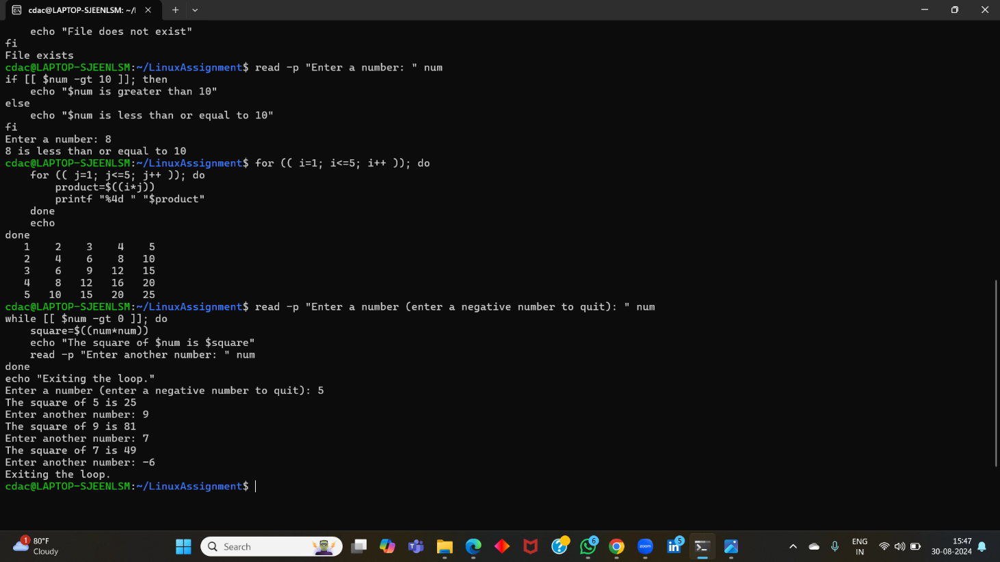 cdac@LAPTOP-SJEENLSM: ~/l
    echo "File does not exist"
fi
File exists
cdac@LAPTOP-SJEENLSM:~/LinuxAssignment$ read -p "Enter a number: " num
if [[ $num -gt 10 ]]; then
    echo "$num is greater than 10"
else
    echo "$num is less than or equal to 10"
fi
Enter a number: 8
8 is less than or equal to 10
cdac@LAPTOP-SJEENLSM:~/LinuxAssignment$ for (( i=1; i<=5; i++ )); do
    for (( j=1; j<=5; j++ )); do
        product=$((i*j))
        printf "%4d " "$product"
    done
    echo
done
   1    2    3    4    5
   2    4    6    8   10
   3    6    9   12   15
   4    8   12   16   20
   5   10   15   20   25
cdac@LAPTOP-SJEENLSM:~/LinuxAssignment$ read -p "Enter a number (enter a negative number to quit): " num
while [[ $num -gt 0 ]]; do
    square=$((num*num))
    echo "The square of $num is $square"
    read -p "Enter another number: " num
done
echo "Exiting the loop."
Enter a number (enter a negative number to quit): 5
The square of 5 is 25
Enter another number: 9
The square of 9 is 81
Enter another number: 7
The square of 7 is 49
Enter another number: -6
Exiting the loop.
cdac@LAPTOP-SJEENLSM:~/LinuxAssignment$
1
80°F
Cloudy
Search
6
zoom
in
5
ENG
IN
15:47
30-08-2024